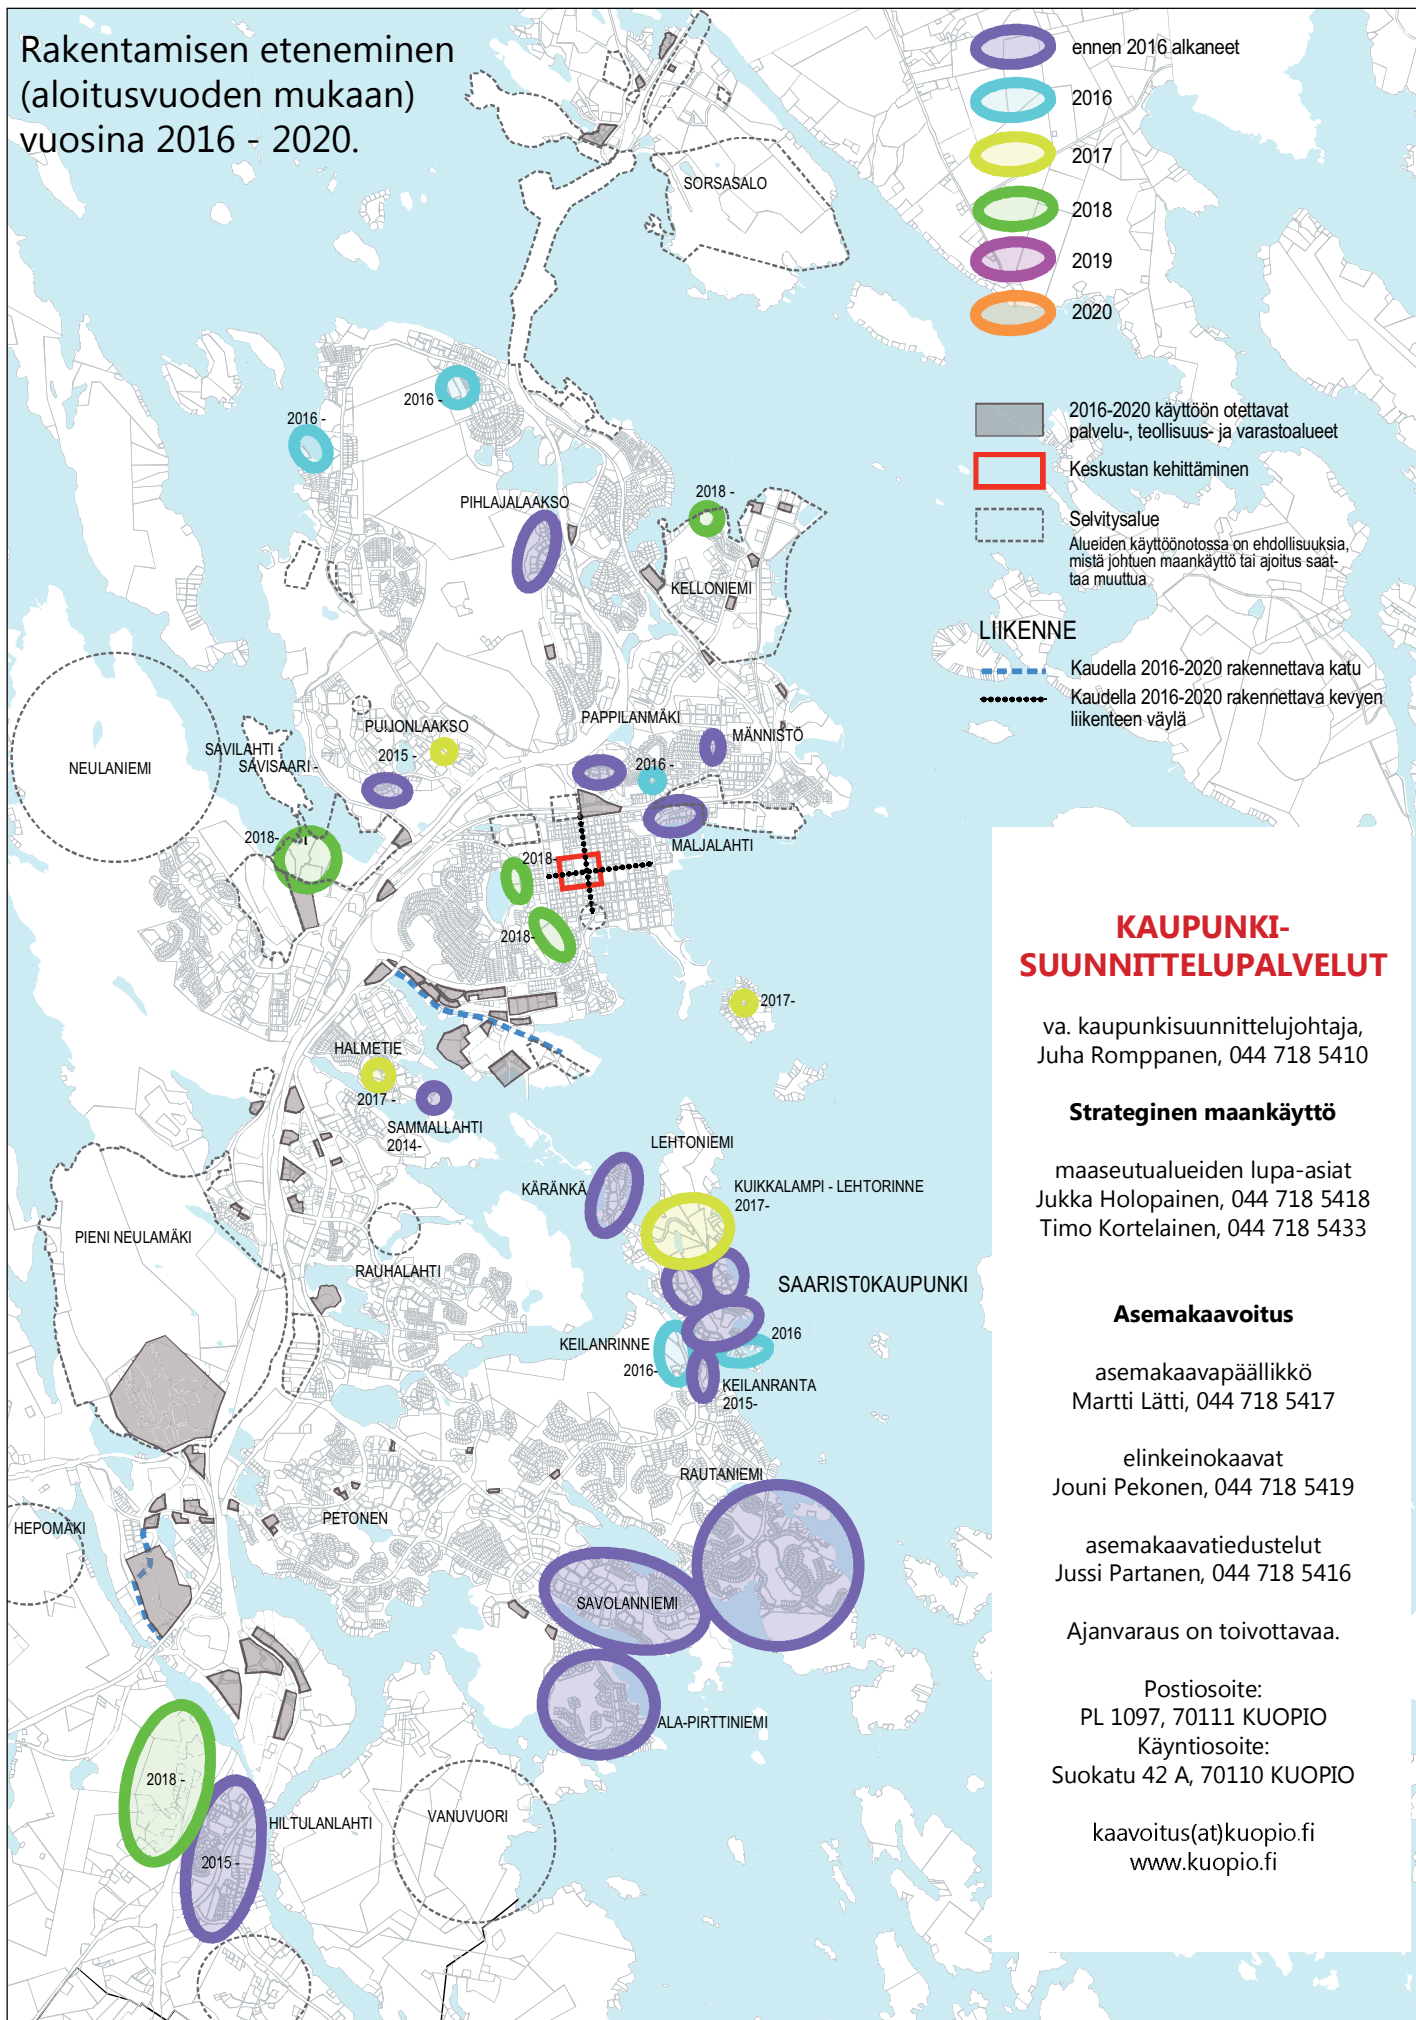 Rakentamisen eteneminen
(aloitusvuoden mukaan)
vuosina 2016 - 2020.
ennen 2016 alkaneet
2016
2017
2018
2019
2020
2016-2020 käyttöön otettavat
palvelu-, teollisuus- ja varastoalueet
Keskustan kehittäminen
Selvitysalue
Alueiden käyttöönotossa on ehdollisuuksia,
mistä johtuen maankäyttö tai ajoitus saat-
taa muuttua
LIIKENNE
Kaudella 2016-2020 rakennettava katu
Kaudella 2016-2020 rakennettava kevyen
liikenteen väylä
SORSASALO
2016 -
2016 -
PIHLAJALAAKSO
2018 -
KELLONIEMI
PUIJONLAAKSO
2015 -
PAPPILANMÄKI
MÄNNISTÖ
2016 -
SAVILAHTI -
SAVISAARI -
NEULANIEMI
2018-
MALJALAHTI
2018-
2018-
2017-
HALMETIE
2017 -
SAMMALLAHTI
2014-
LEHTONIEMI
KÄRÄNKÄ
KUIKKALAMPI - LEHTORINNE
2017-
PIENI NEULAMÄKI
RAUHALAHTI
SAARIST0KAUPUNKI
KEILANRINNE
2016
2016-
KEILANRANTA
2015-
RAUTANIEMI
PETONEN
HEPOMÄKI
SAVOLANNIEMI
ALA-PIRTTINIEMI
2018 -
HILTULANLAHTI
VANUVUORI
2015 -
KAUPUNKI-
SUUNNITTELUPALVELUT
va. kaupunkisuunnittelujohtaja,
Juha Romppanen, 044 718 5410
Strateginen maankäyttö
maaseutualueiden lupa-asiat
Jukka Holopainen, 044 718 5418
Timo Kortelainen, 044 718 5433
Asemakaavoitus
asemakaavapäällikkö
Martti Lätti, 044 718 5417
elinkeinokaavat
Jouni Pekonen, 044 718 5419
asemakaavatiedustelut
Jussi Partanen, 044 718 5416
Ajanvaraus on toivottavaa.
Postiosoite:
PL 1097, 70111 KUOPIO
Käyntiosoite:
Suokatu 42 A, 70110 KUOPIO
kaavoitus(at)kuopio.fi
www.kuopio.fi